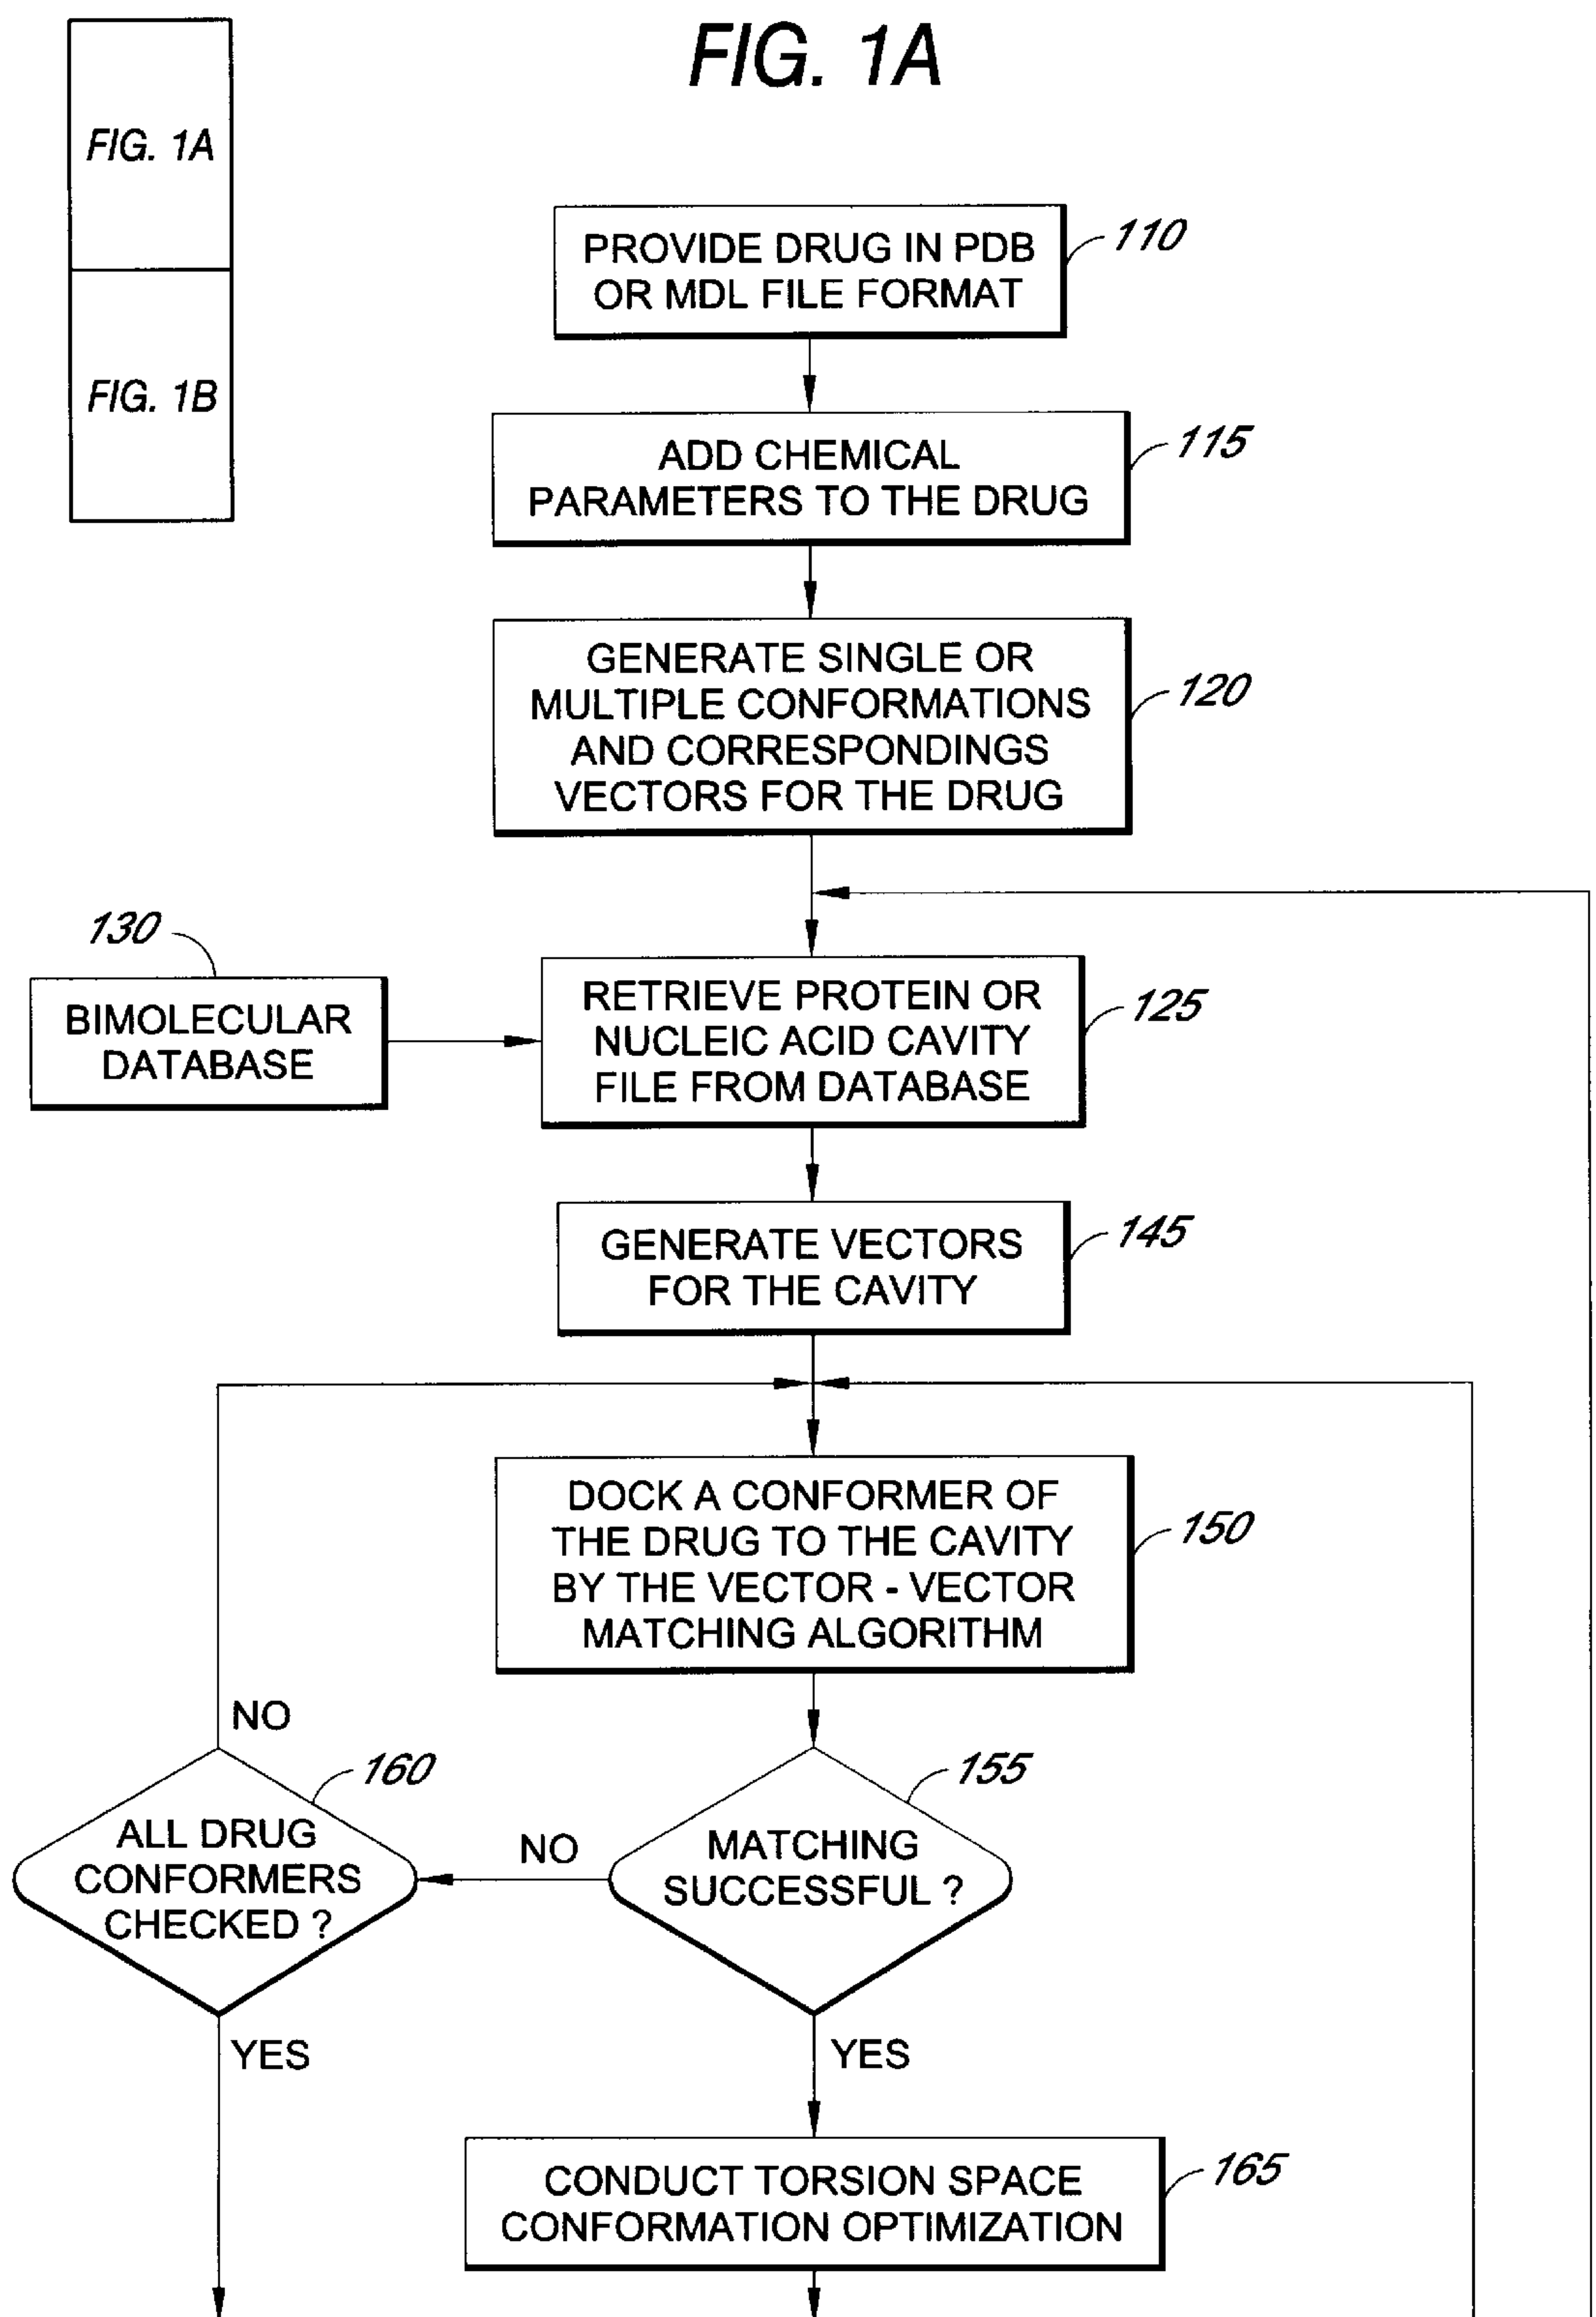 FIG. 1A
FIG. 1A
FIG. 1B
PROVIDE DRUG IN PDB
OR MDL FILE FORMAT
110
ADD CHEMICAL
PARAMETERS TO THE DRUG
115
GENERATE SINGLE OR
MULTIPLE CONFORMATIONS
AND CORRESPONDINGS
VECTORS FOR THE DRUG
120
130
BIMOLECULAR
DATABASE
RETRIEVE PROTEIN OR
NUCLEIC ACID CAVITY
FILE FROM DATABASE
125
GENERATE VECTORS
FOR THE CAVITY
145
DOCK A CONFORMER OF
THE DRUG TO THE CAVITY
BY THE VECTOR - VECTOR
MATCHING ALGORITHM
150
NO
160
ALL DRUG
CONFORMERS
CHECKED ?
NO
155
MATCHING
SUCCESSFUL ?
YES
YES
CONDUCT TORSION SPACE
CONFORMATION OPTIMIZATION
165